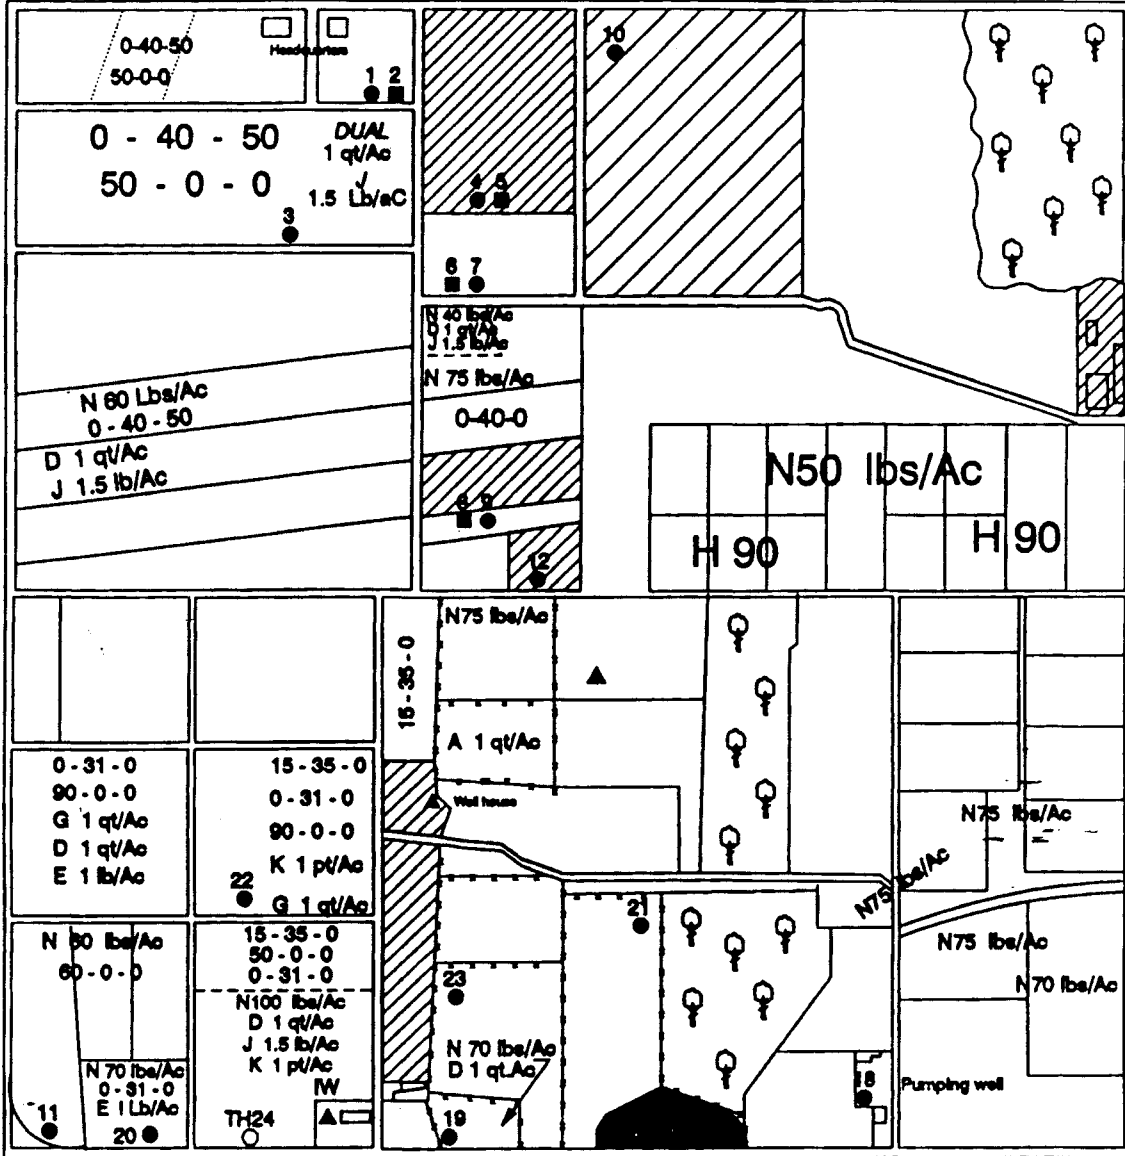 0-40-50
50-0-0
Headquarters
1 2
0 - 40 - 50
50 - 0 - 0
DUAL
1 qt/Ac
J
1.5 Lb/aC
3
4 5
6 7
10
N 40 lbs/Ac
D 1 qt/Ac
J 1.5 lb/Ac
N 75 lbs/Ac
0-40-0
8 9
12
N 60 Lbs/Ac
0 - 40 - 50
D 1 qt/Ac
J 1.5 lb/Ac
N50 lbs/Ac
H 90
H 90
15 - 35 - 0
N75 lbs/Ac
A 1 qt/Ac
Well house
0 - 31 - 0
90 - 0 - 0
G 1 qt/Ac
D 1 qt/Ac
E 1 lb/Ac
15 - 35 - 0
0 - 31 - 0
90 - 0 - 0
K 1 pt/Ac
G 1 qt/Ac
22
N75 lbs/Ac
N75 lbs/Ac
N75 lbs/Ac
N70 lbs/Ac
21
N 60 lbs/Ac
60 - 0 - 0
N 70 lbs/Ac
0 - 31 - 0
E I Lb/Ac
11
20
15 - 35 - 0
50 - 0 - 0
0 - 31 - 0
N100 lbs/Ac
D 1 qt/Ac
J 1.5 lb/Ac
K 1 pt/Ac
IW
TH24
23
N 70 lbs/Ac
D 1 qt.Ac
19
18
Pumping well